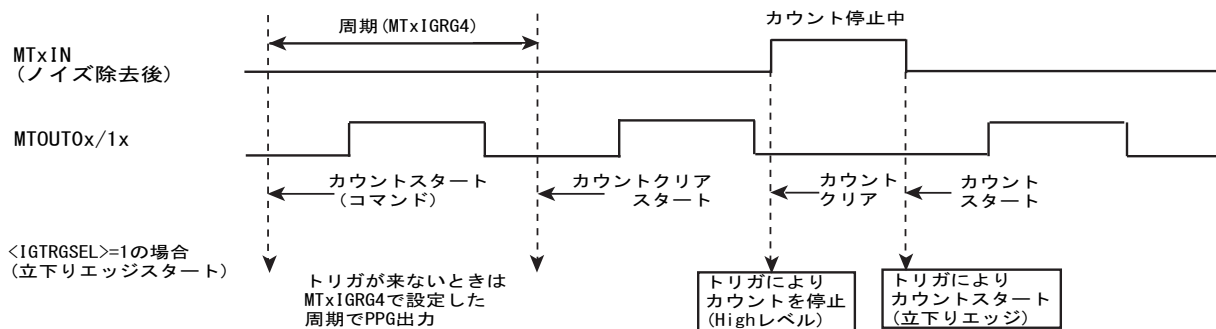 周期(MTxIGRG4)
カウント停止中
MTxIN
(ノイズ除去後)
MTOUT0x/1x
カウントスタート
(コマンド)
カウントクリア
スタート
カウント
クリア
カウント
スタート
<IGTRGSEL>=1の場合
(立下りエッジスタート)
トリガが来ないときは
MTxIGRG4で設定した
周期でPPG出力
トリガにより
カウントを停止
(Highレベル)
トリガにより
カウントスタート
(立下りエッジ)